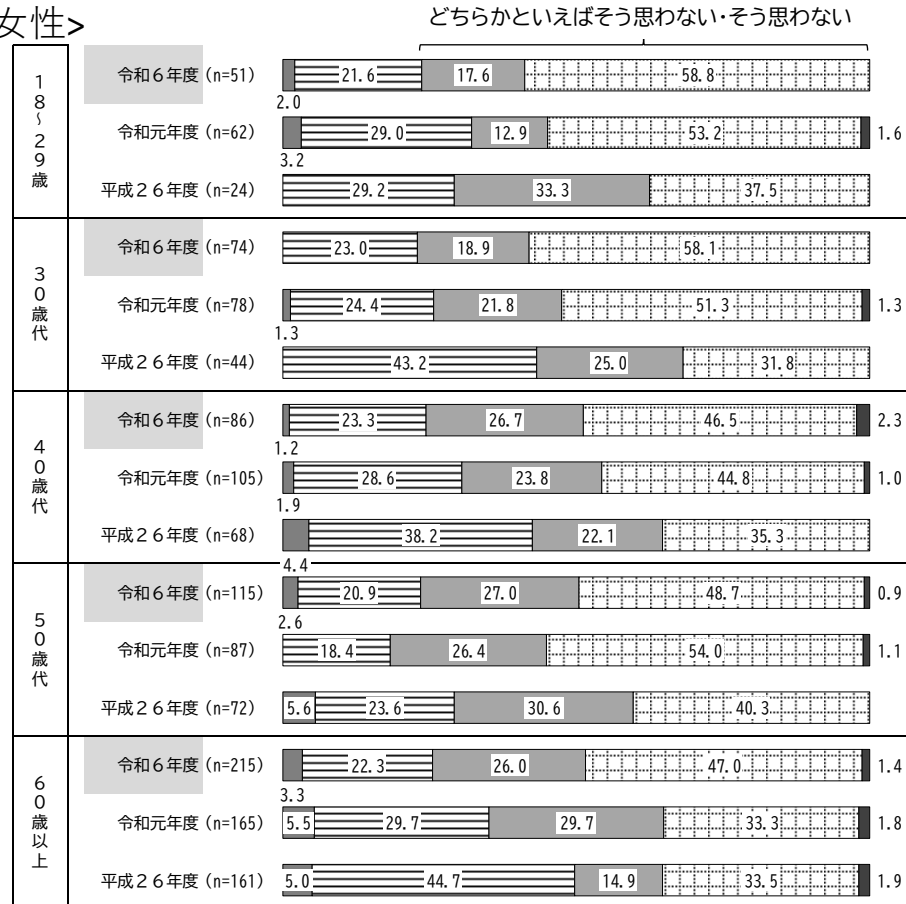 女性>
どちらかといえばそう思わない・そう思わない
18~29歳
令和6年度 (n=51) 21.6 17.6 58.8
2.0
令和元年度 (n=62) 29.0 12.9 53.2 1.6
3.2
平成26年度 (n=24) 29.2 33.3 37.5
30歳代
令和6年度 (n=74) 23.0 18.9 58.1
令和元年度 (n=78) 24.4 21.8 51.3 1.3
1.3
平成26年度 (n=44) 43.2 25.0 31.8
40歳代
令和6年度 (n=86) 23.3 26.7 46.5 2.3
1.2
令和元年度 (n=105) 28.6 23.8 44.8 1.0
1.9
平成26年度 (n=68) 38.2 22.1 35.3
4.4
50歳代
令和6年度 (n=115) 20.9 27.0 48.7 0.9
2.6
令和元年度 (n=87) 18.4 26.4 54.0 1.1
平成26年度 (n=72) 5.6 23.6 30.6 40.3
60歳以上
令和6年度 (n=215) 22.3 26.0 47.0 1.4
3.3
令和元年度 (n=165) 5.5 29.7 29.7 33.3 1.8
平成26年度 (n=161) 5.0 44.7 14.9 33.5 1.9